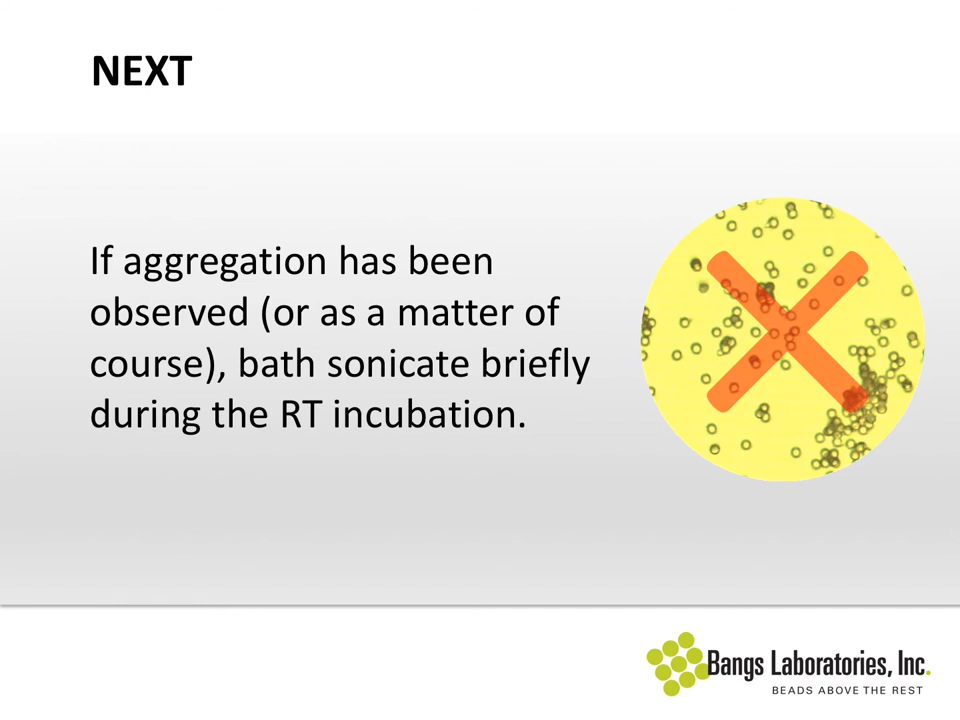 NEXT
If aggregation has been
observed (or as a matter of
course), bath sonicate briefly
during the RT incubation.
Bangs Laboratories, Inc.
BEADS ABOVE THE REST